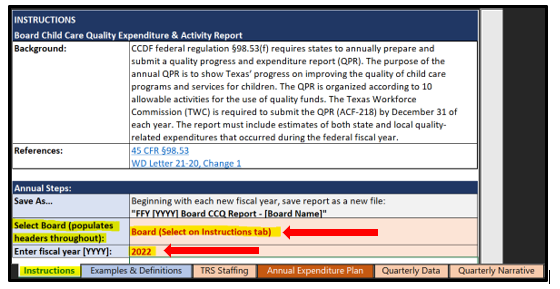 INSTRUCTIONS
Board Child Care Quality Expenditure & Activity Report
Background:
CCDF federal regulation §98.53(f) requires states to annually prepare and
submit a quality progress and expenditure report (QPR). The purpose of the
annual QPR is to show Texas' progress on improving the quality of child care
programs and services for children. The QPR is organized according to 10
allowable activities for the use of quality funds. The Texas Workforce
Commission (TWC) is required to submit the QPR (ACF-218) by December 31 of
each year. The report must include estimates of both state and local quality-
related expenditures that occurred during the federal fiscal year.
References:
45 CFR §98.53
WD Letter 21-20, Change 1
Annual Steps:
Save As...
Beginning with each new fiscal year, save report as a new file:
"FFY [YYYY] Board CCQ Report - [Board Name]"
Select Board (populates
headers throughout):
Board (Select on Instructions tab)
Enter fiscal year [YYYY]:
2022
Instructions
Examples & Definitions
TRS Staffing
Annual Expenditure Plan
Quarterly Data
Quarterly Narrative